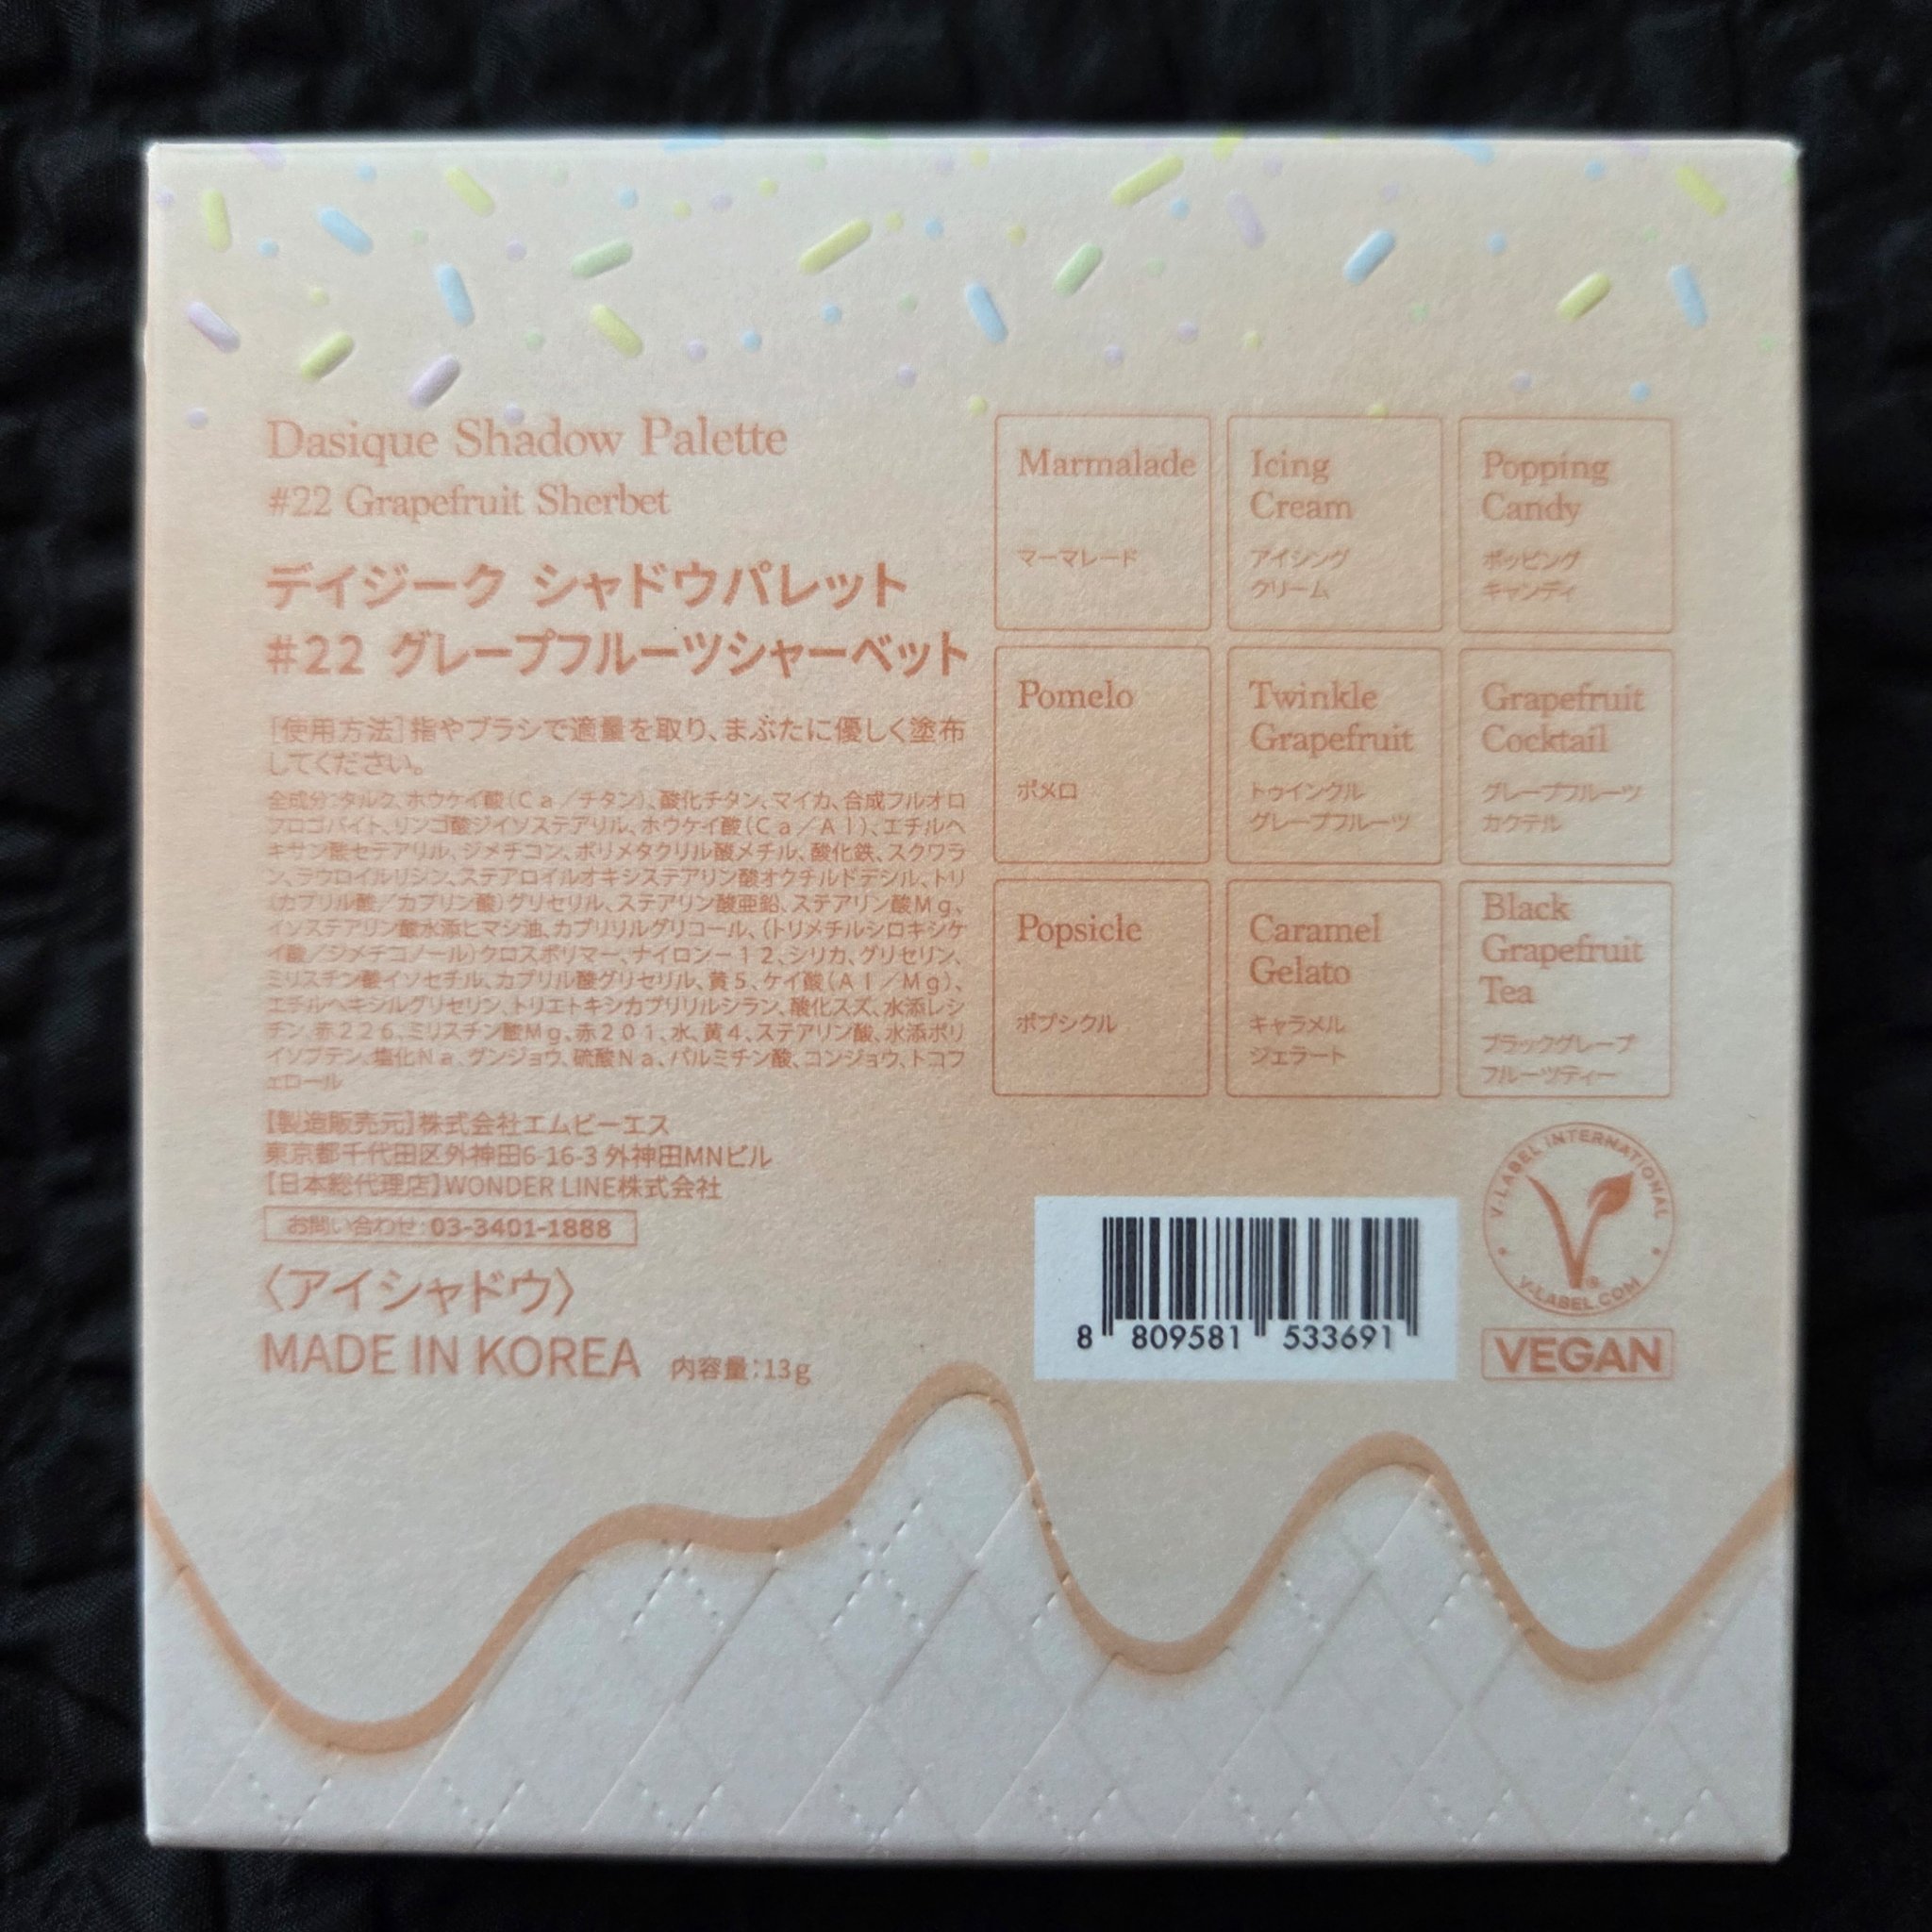 Dasique Shadow Palette
#22 Grapefruit Sherbet
デイジーク シャドウパレット
#22 グレープフルーツシャーベット
[使用方法]指やブラシで適量を取り、まぶたに優しく塗布
してください。
全成分:タルク、ホウケイ酸(Ca/チタン)、酸化チタン、マイカ、合成フルオロ
フロゴパイト、リンゴ酸ジイソステアリル、ホウケイ酸(Ca/Al)、エチルヘ
キサン酸セテアリル、ジメチコン、ポリメタクリル酸メチル、酸化鉄、スクワラ
ン、ラウロイルリシン、ステアロイルオキシステアリン酸オクチルドデシル、トリ
(カプリル酸/カプリン酸)グリセリル、ステアリン酸亜鉛、ステアリン酸Mg、
イソステアリン酸水添ヒマシ油、カプリリルグリコール、(トリメチルシロキシケ
イ酸/ジメチコノール)クロスポリマー、ナイロン－12、シリカ、グリセリン、
ミリスチン酸イソセチル、カプリル酸グリセリル、黄5、ケイ酸(Al/Mg)、
エチルヘキシルグリセリン、トリエトキシカプリリルシラン、酸化スズ、水添レシ
チン、赤226、ミリスチン酸Mg、赤201、水、黄4、ステアリン酸、水添ポリ
イソブテン、塩化Na、グンジョウ、硫酸Na、パルミチン酸、コンジョウ、トコフ
ェロール
【製造販売元】株式会社エムビーエス
東京都千代田区外神田6-16-3 外神田MNビル
【日本総代理店】WONDER LINE株式会社
お問い合わせ:03-3401-1888
〈アイシャドウ〉
MADE IN KOREA 内容量:13g
Marmalade
マーマレード
Icing
Cream
アイシング
クリーム
Popping
Candy
ポッピング
キャンディ
Pomelo
ポメロ
Twinkle
Grapefruit
トゥインクル
グレープフルーツ
Grapefruit
Cocktail
グレープフルーツ
カクテル
Popsicle
ポプシクル
Caramel
Gelato
キャラメル
ジェラート
Black
Grapefruit
Tea
ブラックグレープ
フルーツティー
8 809581 533691
V-LABEL INTERNATIONAL
V-LABEL.COM
VEGAN